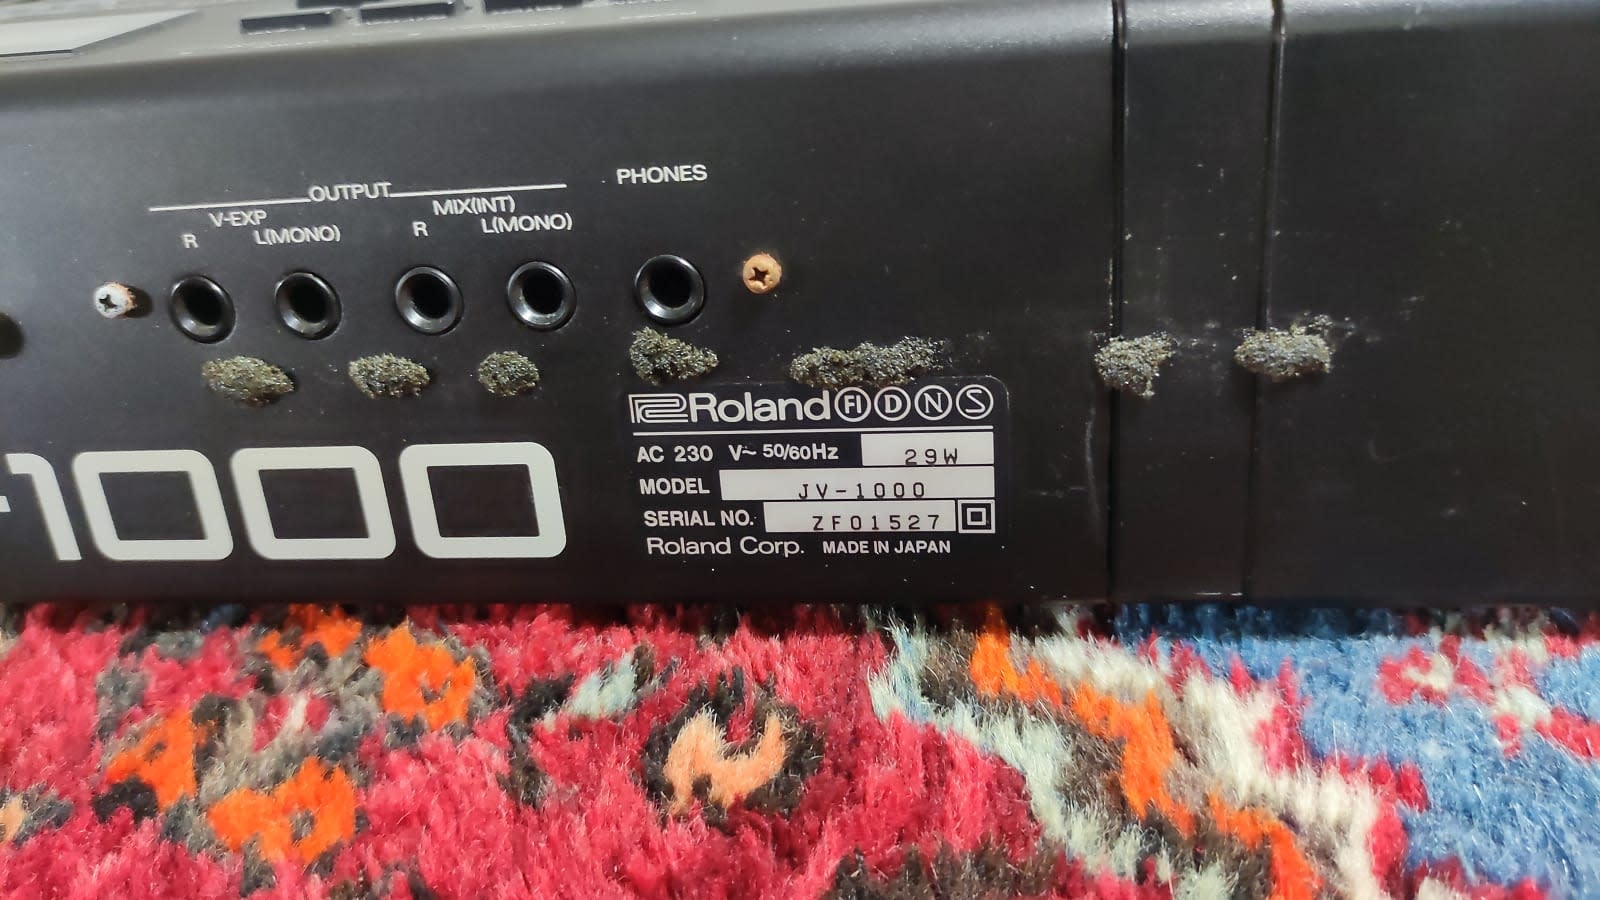 OUTPUT
PHONES
V-EXP
MIX(INT)
R
L(MONO)
R
L(MONO)
-1000
Roland FI D N S
AC 230 V~ 50/60Hz 29W
MODEL JV-1000
SERIAL NO. ZF01527
Roland Corp. MADE IN JAPAN